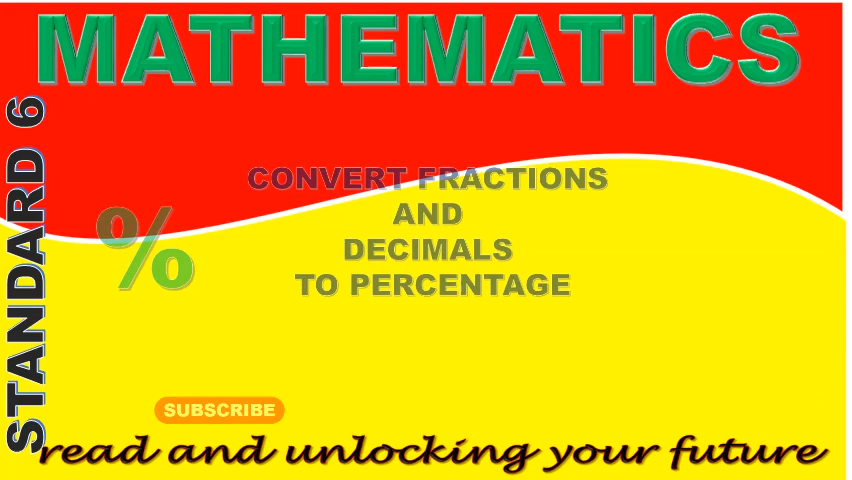 MATHEMATICS
STANDARD 6
CONVERT FRACTIONS
AND
DECIMALS
TO PERCENTAGE
%
SUBSCRIBE
read and unlocking your future